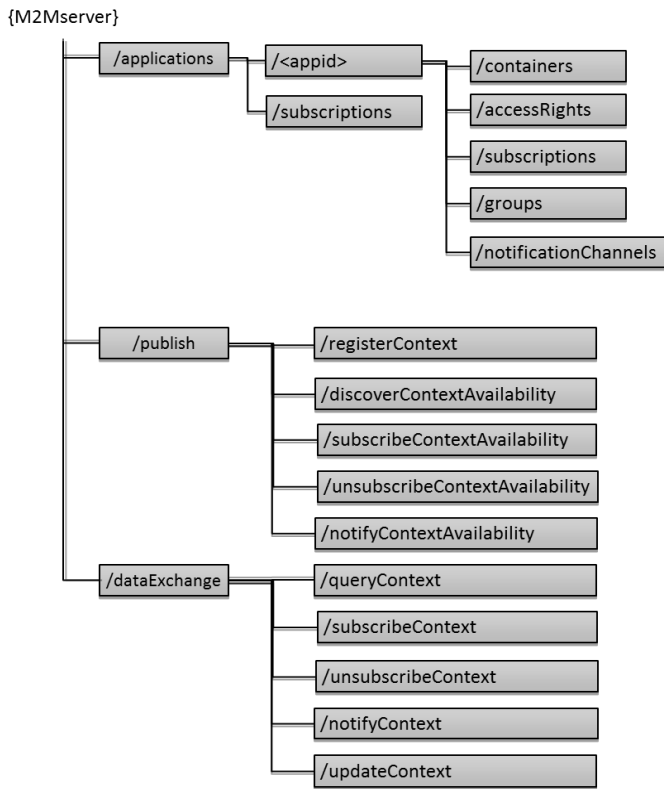 {M2Mserver}
/applications
/<appid>
/containers
/accessRights
/subscriptions
/subscriptions
/groups
/notificationChannels
/publish
/registerContext
/discoverContextAvailability
/subscribeContextAvailability
/unsubscribeContextAvailability
/notifyContextAvailability
/dataExchange
/queryContext
/subscribeContext
/unsubscribeContext
/notifyContext
/updateContext